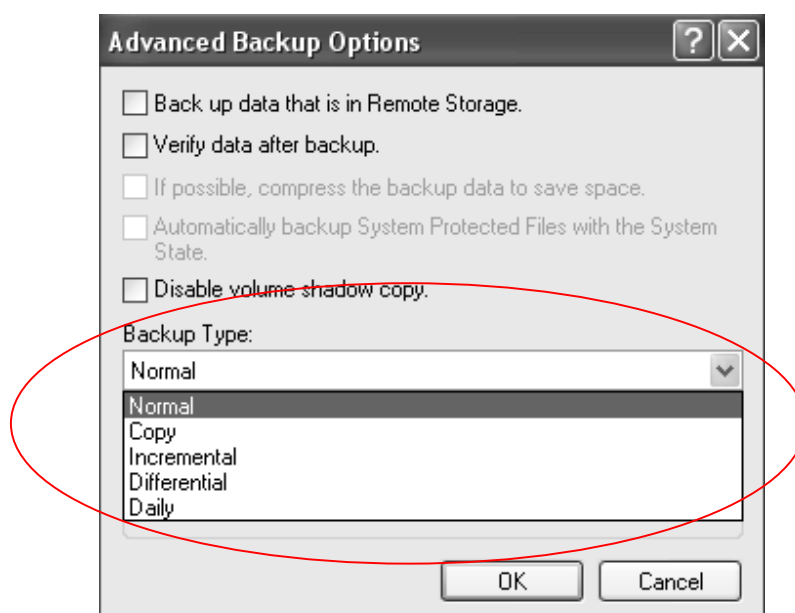 Advanced Backup Options
Back up data that is in Remote Storage.
Verify data after backup.
If possible, compress the backup data to save space.
Automatically backup System Protected Files with the System
State.
Disable volume shadow copy.
Backup Type:
Normal
Normal
Copy
Incremental
Differential
Daily
OK
Cancel